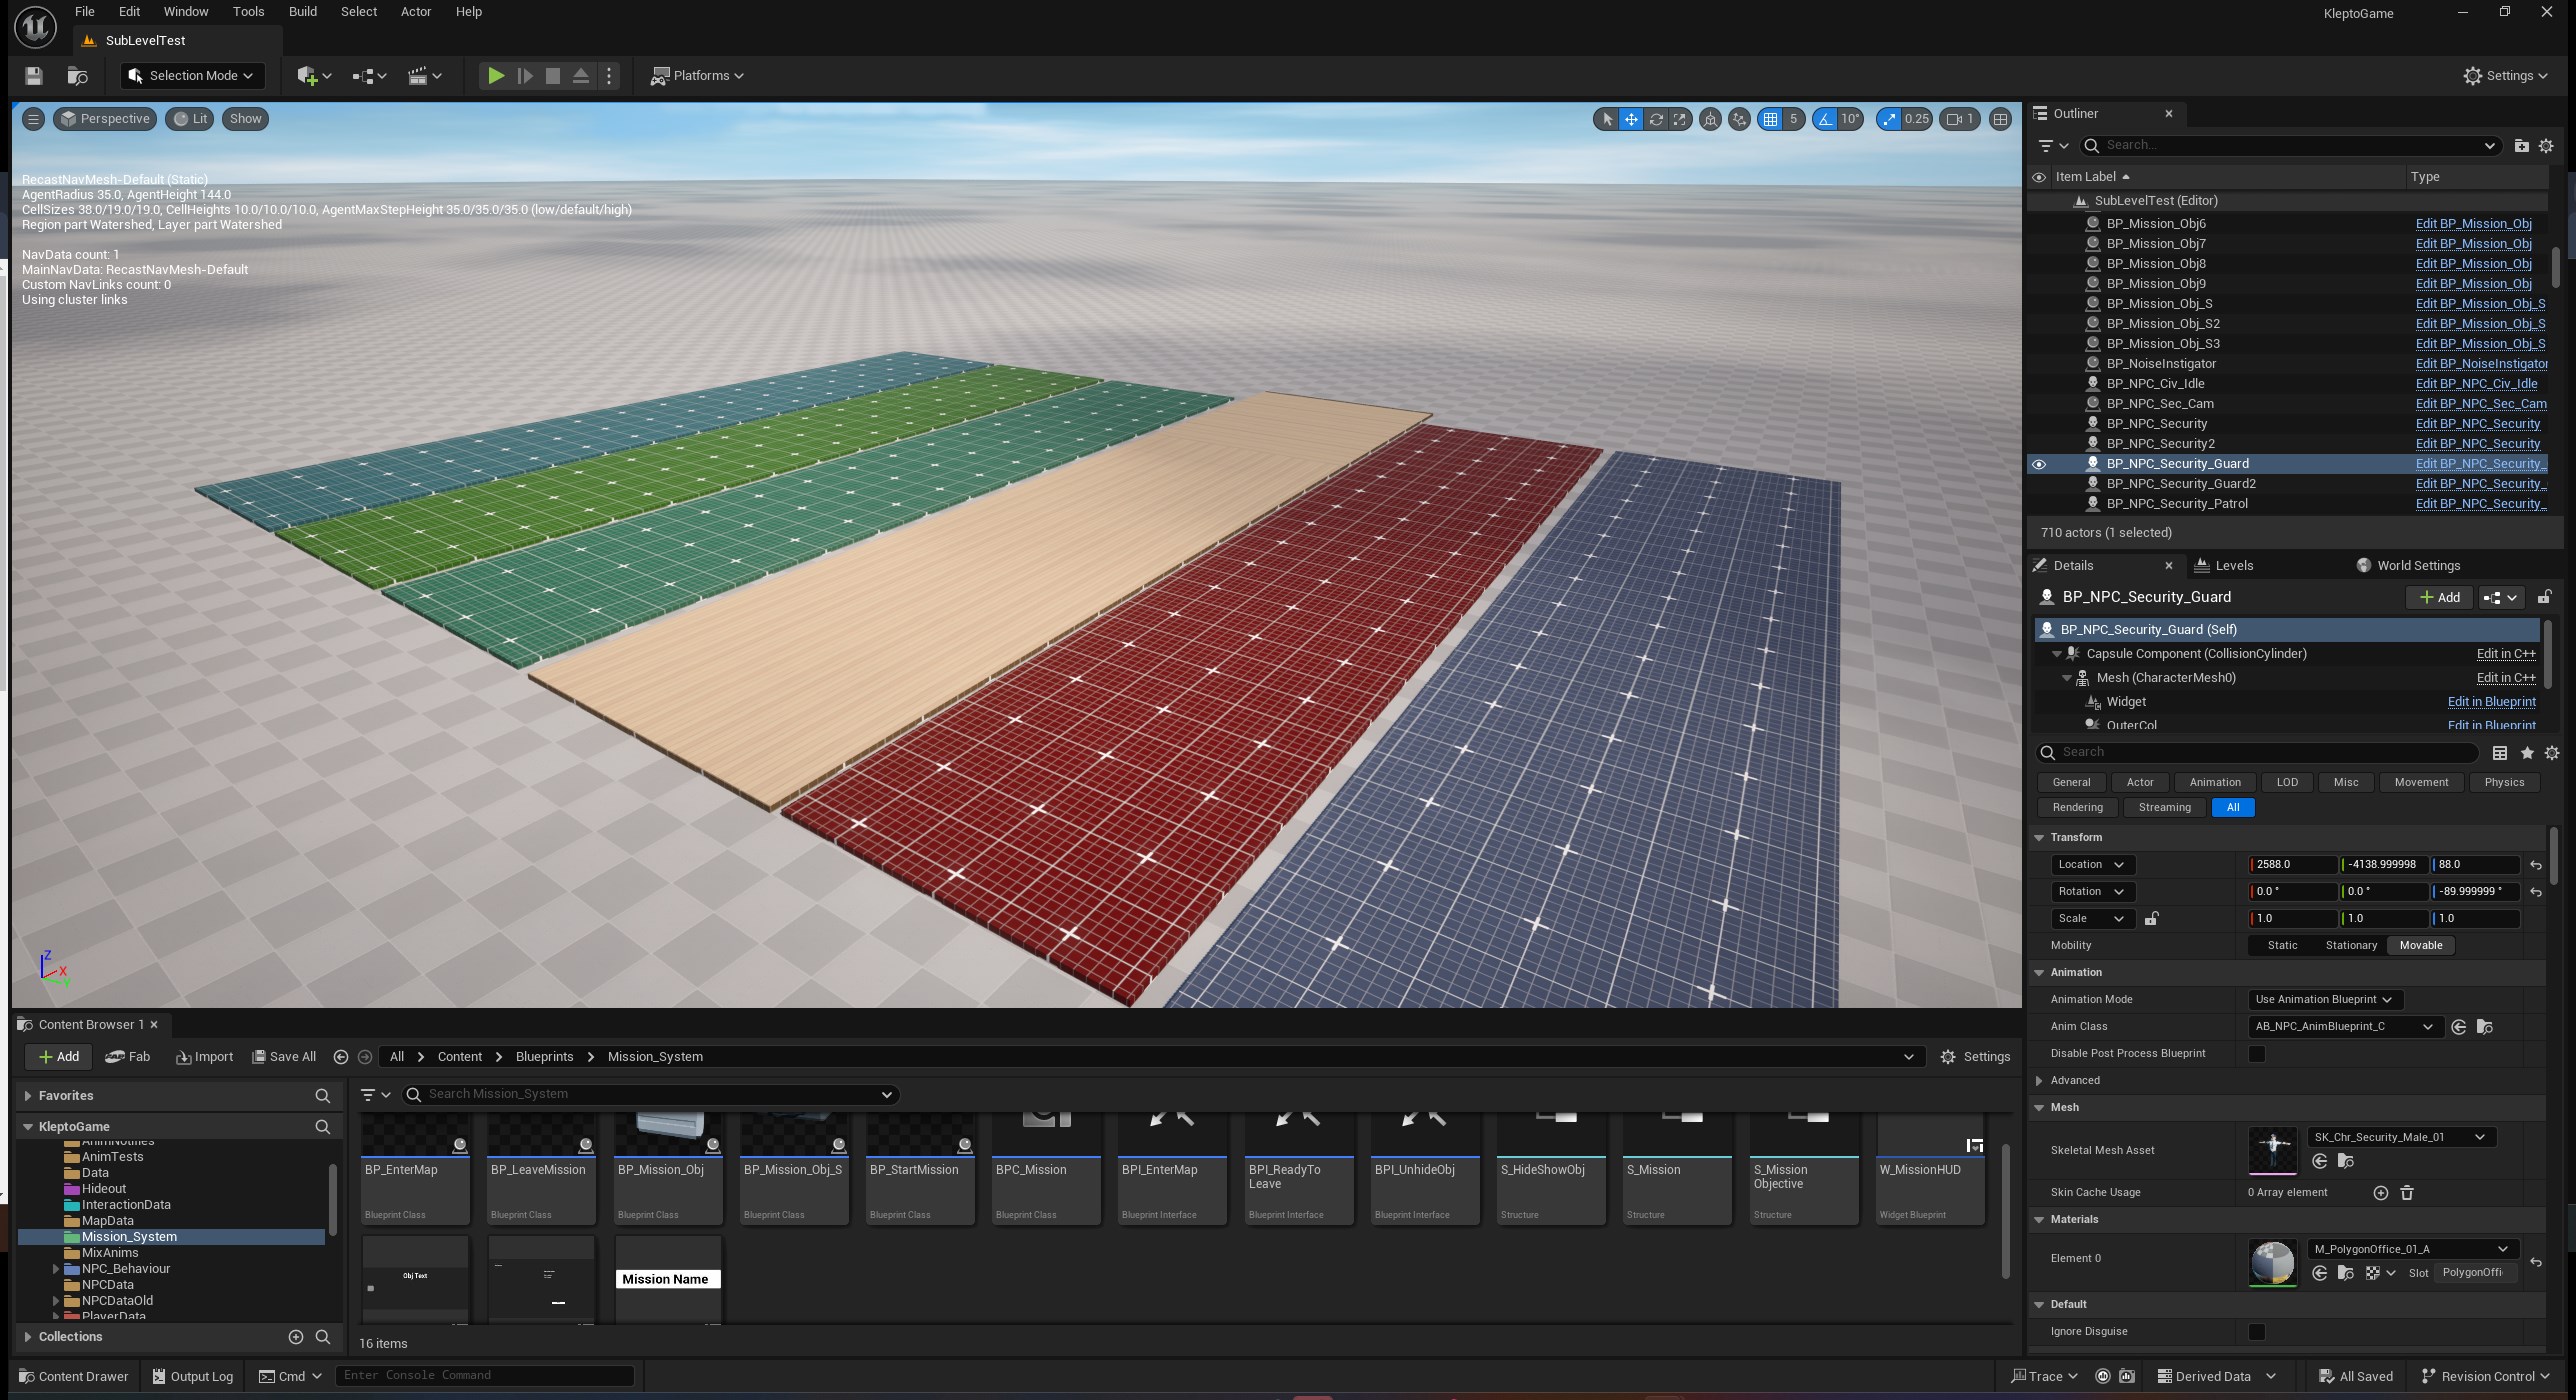 File Edit Window Tools Build Select Actor Help
KleptoGame
SubLevelTest
Selection Mode
Platforms
Settings
Perspective Lit Show
5 10° 0.25 1
RecastNavMesh-Default (Static)
AgentRadius 35.0, AgentHeight 144.0
CellSizes 38.0/19.0/19.0, CellHeights 10.0/10.0/10.0, AgentMaxStepHeight 35.0/35.0/35.0 (low/default/high)
Region part Watershed, Layer part Watershed
NavData count: 1
MainNavData: RecastNavMesh-Default
Custom NavLinks count: 0
Using cluster links
Z
X
Y
Outliner
Search...
Item Label Type
SubLevelTest (Editor)
BP_Mission_Obj6 Edit BP_Mission_Obj
BP_Mission_Obj7 Edit BP_Mission_Obj
BP_Mission_Obj8 Edit BP_Mission_Obj
BP_Mission_Obj9 Edit BP_Mission_Obj
BP_Mission_Obj_S Edit BP_Mission_Obj_S
BP_Mission_Obj_S2 Edit BP_Mission_Obj_S
BP_Mission_Obj_S3 Edit BP_Mission_Obj_S
BP_NoiseInstigator Edit BP_NoiseInstigator
BP_NPC_Civ_Idle Edit BP_NPC_Civ_Idle
BP_NPC_Sec_Cam Edit BP_NPC_Sec_Cam
BP_NPC_Security Edit BP_NPC_Security
BP_NPC_Security2 Edit BP_NPC_Security
BP_NPC_Security_Guard Edit BP_NPC_Security_
BP_NPC_Security_Guard2 Edit BP_NPC_Security_
BP_NPC_Security_Patrol Edit BP_NPC_Security_
710 actors (1 selected)
Details Levels World Settings
BP_NPC_Security_Guard
Add
BP_NPC_Security_Guard (Self)
Capsule Component (CollisionCylinder) Edit in C++
Mesh (CharacterMesh0) Edit in C++
Widget Edit in Blueprint
OuterCol Edit in Blueprint
Search
General Actor Animation LOD Misc Movement Physics
Rendering Streaming All
Transform
Location 2588.0 -4138.999998 88.0
Rotation 0.0 ° 0.0 ° -89.999999 °
Scale 1.0 1.0 1.0
Mobility Static Stationary Movable
Animation
Animation Mode Use Animation Blueprint
Anim Class AB_NPC_AnimBlueprint_C
Disable Post Process Blueprint
Advanced
Mesh
Skeletal Mesh Asset SK_Chr_Security_Male_01
Skin Cache Usage 0 Array element
Materials
Element 0 M_PolygonOffice_01_A
Slot PolygonOffi
Default
Ignore Disguise
Content Browser 1
Add Fab Import Save All All Content Blueprints Mission_System Settings
Favorites
KleptoGame
AnimNotifies
AnimTests
Data
Hideout
InteractionData
MapData
Mission_System
MixAnims
NPC_Behaviour
NPCData
NPCDataOld
PlayerData
Collections
Search Mission_System
BP_EnterMap
Blueprint Class
BP_LeaveMission
Blueprint Class
BP_Mission_Obj
Blueprint Class
BP_Mission_Obj_S
Blueprint Class
BP_StartMission
Blueprint Class
BPC_Mission
Blueprint Class
BPI_EnterMap
Blueprint Interface
BPI_ReadyTo
Leave
Blueprint Interface
BPI_UnhideObj
Blueprint Interface
S_HideShowObj
Structure
S_Mission
Structure
S_Mission
Objective
Structure
W_MissionHUD
Widget Blueprint
Obj Text
Mission Name
16 items
Content Drawer Output Log Cmd Enter Console Command
Trace Derived Data All Saved Revision Control